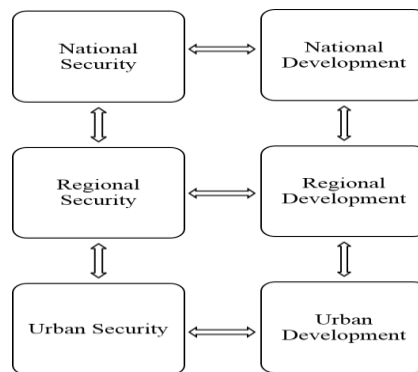 National
Security
National
Development
Regional
Security
Regional
Development
Urban Security
Urban
Development